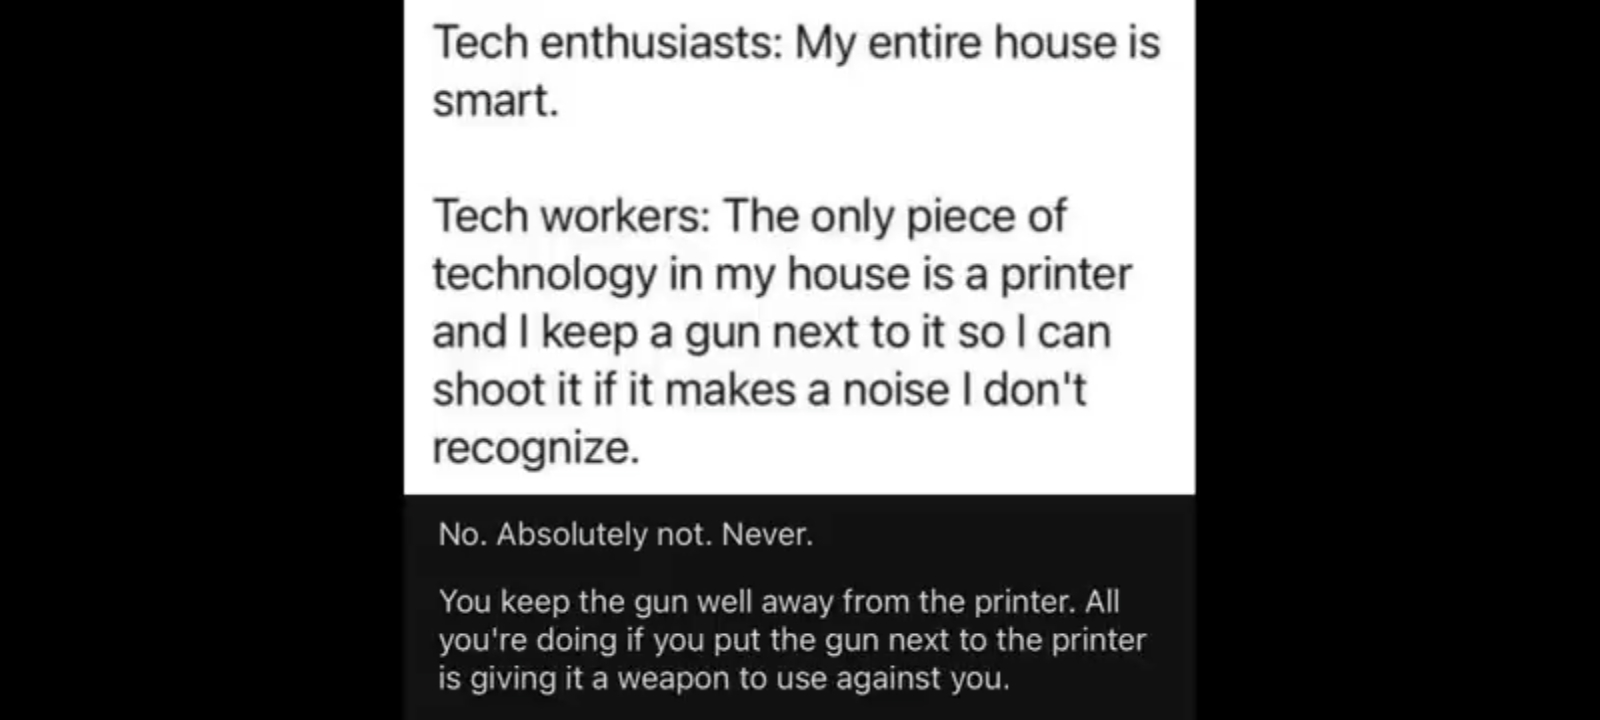 Tech enthusiasts: My entire house is
smart.
Tech workers: The only piece of
technology in my house is a printer
and I keep a gun next to it so I can
shoot it if it makes a noise I don't
recognize.
No. Absolutely not. Never.
You keep the gun well away from the printer. All
you're doing if you put the gun next to the printer
is giving it a weapon to use against you.